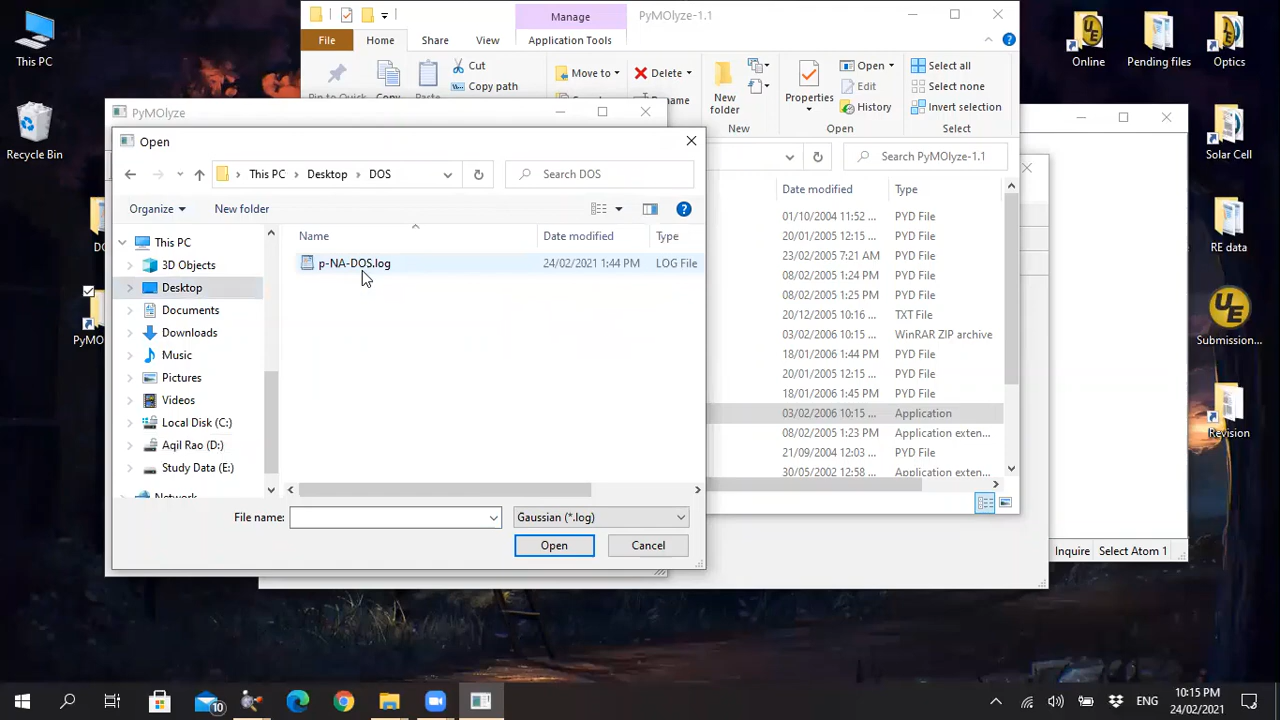 This PC
Recycle Bin
Manage
PyMOlyze-1.1
File
Home
Share
View
Application Tools
Cut
Copy path
Move to
Delete
New folder
Properties
Open
Edit
History
Select all
Select none
Invert selection
New
Open
Select
Search PyMOlyze-1.1
Date modified
Type
01/10/2004 11:52 ...
PYD File
20/01/2005 12:15 ...
PYD File
23/02/2005 7:21 AM
PYD File
08/02/2005 1:24 PM
PYD File
08/02/2005 1:25 PM
PYD File
20/12/2005 10:16 ...
TXT File
03/02/2006 10:15 ...
WinRAR ZIP archive
18/01/2006 1:44 PM
PYD File
20/01/2005 12:15 ...
PYD File
18/01/2006 1:45 PM
PYD File
03/02/2006 10:15 ...
Application
08/02/2005 1:23 PM
Application exten...
21/09/2004 12:03 ...
PYD File
30/05/2002 12:58 ...
Application exten...
PyMOlyze
Open
This PC > Desktop > DOS
Search DOS
Organize
New folder
Name
Date modified
Type
p-NA-DOS.log
24/02/2021 1:44 PM
LOG File
This PC
3D Objects
Desktop
Documents
Downloads
Music
Pictures
Videos
Local Disk (C:)
Aqil Rao (D:)
Study Data (E:)
Network
File name:
Gaussian (*.log)
Open
Cancel
Inquire
Select Atom 1
Online
Pending files
Optics
Solar Cell
RE data
Submission...
Revision
10
ENG
10:15 PM
24/02/2021